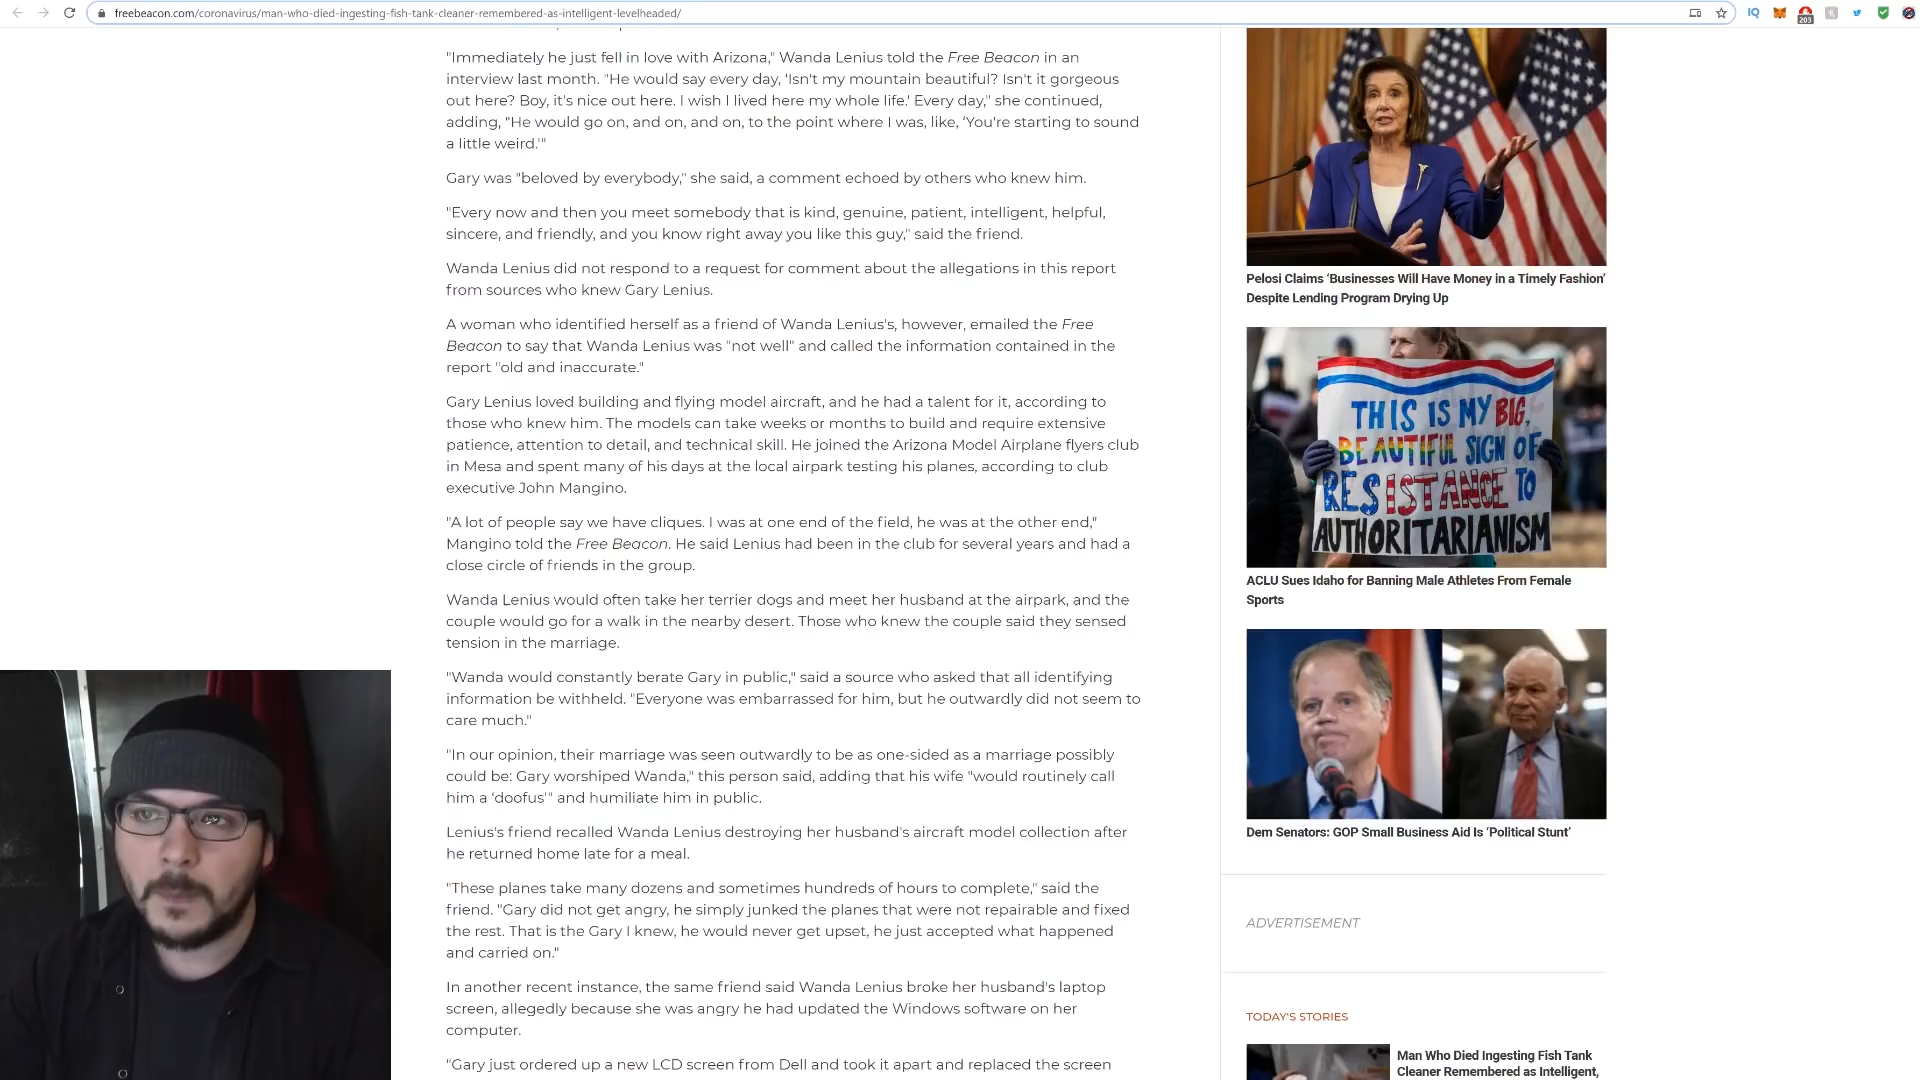 freebeacon.com/coronavirus/man-who-died-ingesting-fish-tank-cleaner-remembered-as-intelligent-levelheaded/
IQ
203
"Immediately he just fell in love with Arizona," Wanda Lenius told the Free Beacon in an
interview last month. "He would say every day, ‘Isn't my mountain beautiful? Isn't it gorgeous
out here? Boy, it's nice out here. I wish I lived here my whole life.' Every day," she continued,
adding, "He would go on, and on, and on, to the point where I was, like, ‘You're starting to sound
a little weird.'"
Gary was "beloved by everybody," she said, a comment echoed by others who knew him.
"Every now and then you meet somebody that is kind, genuine, patient, intelligent, helpful,
sincere, and friendly, and you know right away you like this guy," said the friend.
Wanda Lenius did not respond to a request for comment about the allegations in this report
from sources who knew Gary Lenius.
A woman who identified herself as a friend of Wanda Lenius's, however, emailed the Free
Beacon to say that Wanda Lenius was "not well" and called the information contained in the
report "old and inaccurate."
Gary Lenius loved building and flying model aircraft, and he had a talent for it, according to
those who knew him. The models can take weeks or months to build and require extensive
patience, attention to detail, and technical skill. He joined the Arizona Model Airplane flyers club
in Mesa and spent many of his days at the local airpark testing his planes, according to club
executive John Mangino.
"A lot of people say we have cliques. I was at one end of the field, he was at the other end,"
Mangino told the Free Beacon. He said Lenius had been in the club for several years and had a
close circle of friends in the group.
Wanda Lenius would often take her terrier dogs and meet her husband at the airpark, and the
couple would go for a walk in the nearby desert. Those who knew the couple said they sensed
tension in the marriage.
"Wanda would constantly berate Gary in public," said a source who asked that all identifying
information be withheld. "Everyone was embarrassed for him, but he outwardly did not seem to
care much."
"In our opinion, their marriage was seen outwardly to be as one-sided as a marriage possibly
could be: Gary worshiped Wanda," this person said, adding that his wife "would routinely call
him a ‘doofus'" and humiliate him in public.
Lenius's friend recalled Wanda Lenius destroying her husband's aircraft model collection after
he returned home late for a meal.
"These planes take many dozens and sometimes hundreds of hours to complete," said the
friend. "Gary did not get angry, he simply junked the planes that were not repairable and fixed
the rest. That is the Gary I knew, he would never get upset, he just accepted what happened
and carried on."
In another recent instance, the same friend said Wanda Lenius broke her husband's laptop
screen, allegedly because she was angry he had updated the Windows software on her
computer.
"Gary just ordered up a new LCD screen from Dell and took it apart and replaced the screen
Pelosi Claims ‘Businesses Will Have Money in a Timely Fashion’
Despite Lending Program Drying Up
THIS IS MY BIG,
BEAUTIFUL SIGN OF
RESISTANCE TO
AUTHORITARIANISM
ACLU Sues Idaho for Banning Male Athletes From Female
Sports
Dem Senators: GOP Small Business Aid Is ‘Political Stunt’
ADVERTISEMENT
TODAY'S STORIES
Man Who Died Ingesting Fish Tank
Cleaner Remembered as Intelligent,